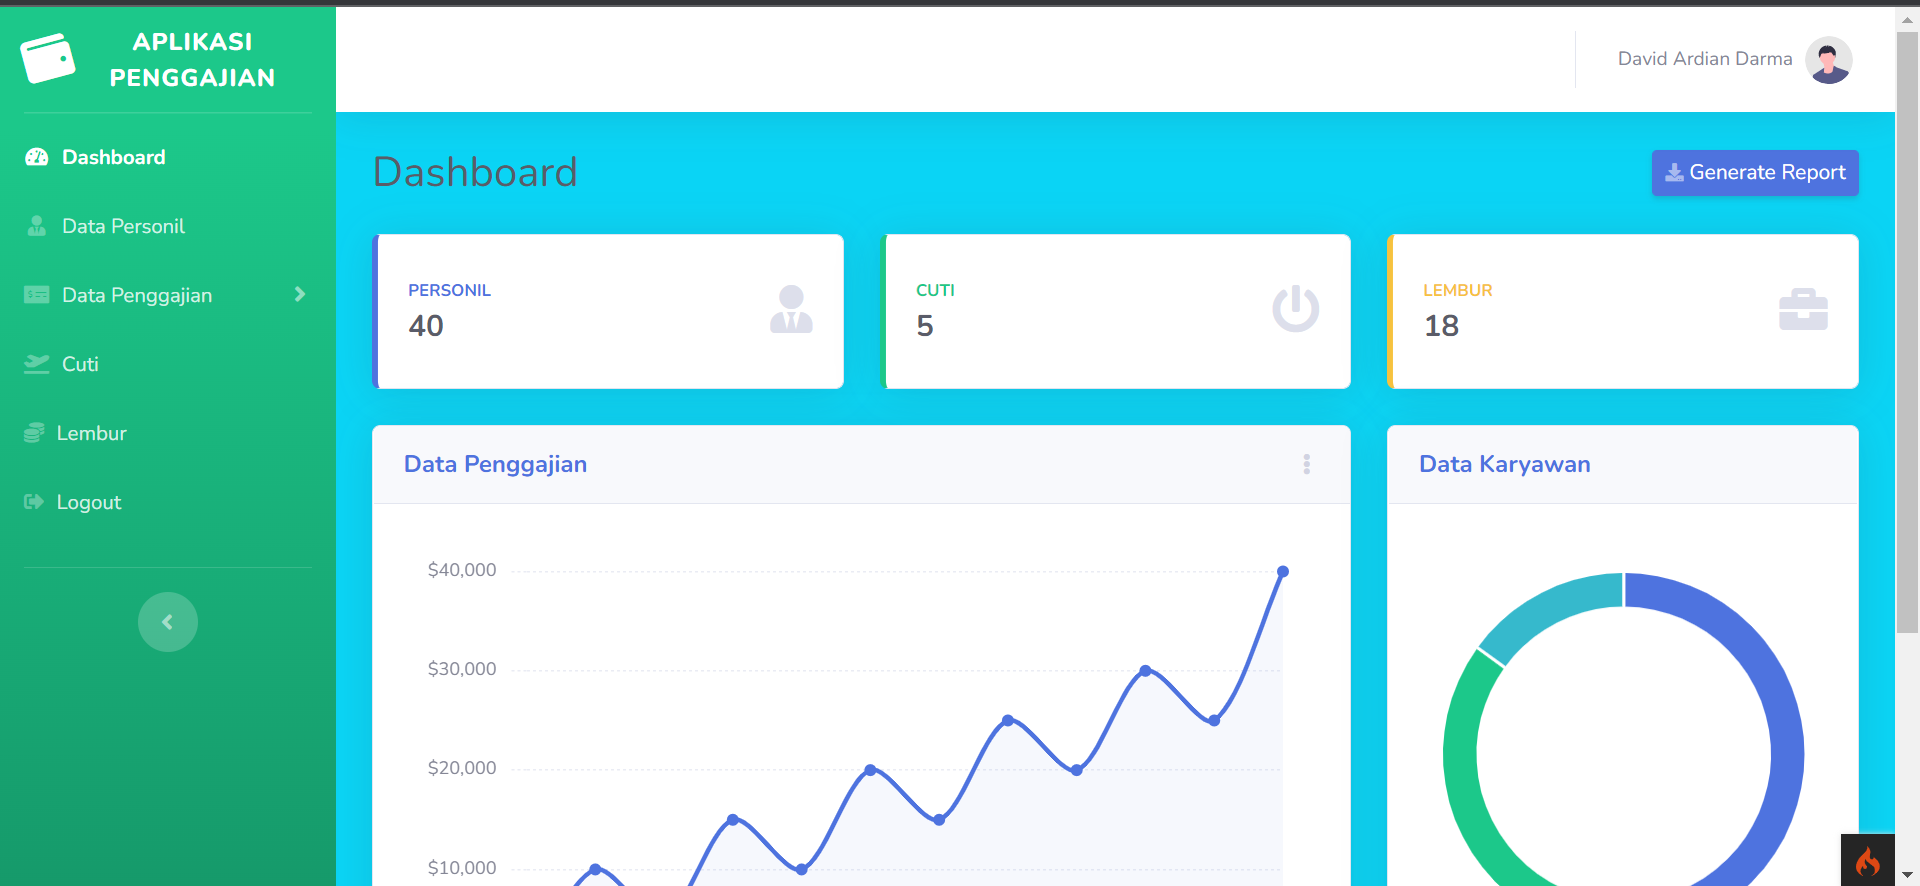 APLIKASI
PENGGAJIAN
Dashboard
Data Personil
Data Penggajian
Cuti
Lembur
Logout
David Ardian Darma
Dashboard
Generate Report
PERSONIL
40
CUTI
5
LEMBUR
18
Data Penggajian
$40,000
$30,000
$20,000
$10,000
Data Karyawan